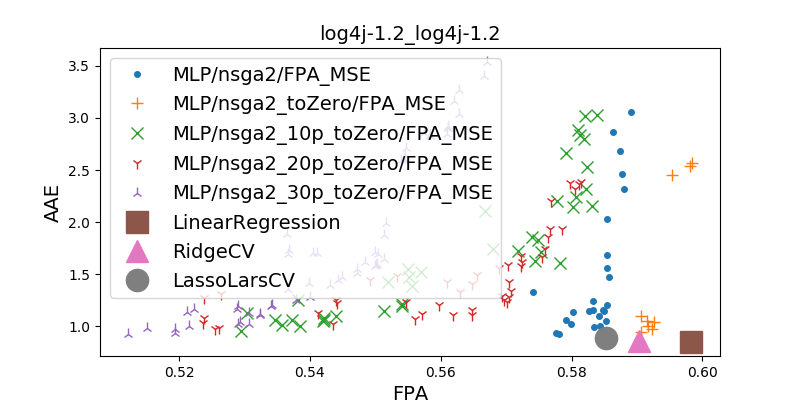 log4j-1.2_log4j-1.2
3.5
3.0
2.5
2.0
1.5
1.0
AAE
MLP/nsga2/FPA_MSE
MLP/nsga2_toZero/FPA_MSE
MLP/nsga2_10p_toZero/FPA_MSE
MLP/nsga2_20p_toZero/FPA_MSE
MLP/nsga2_30p_toZero/FPA_MSE
LinearRegression
RidgeCV
LassoLarsCV
0.52 0.54 0.56 0.58 0.60
FPA